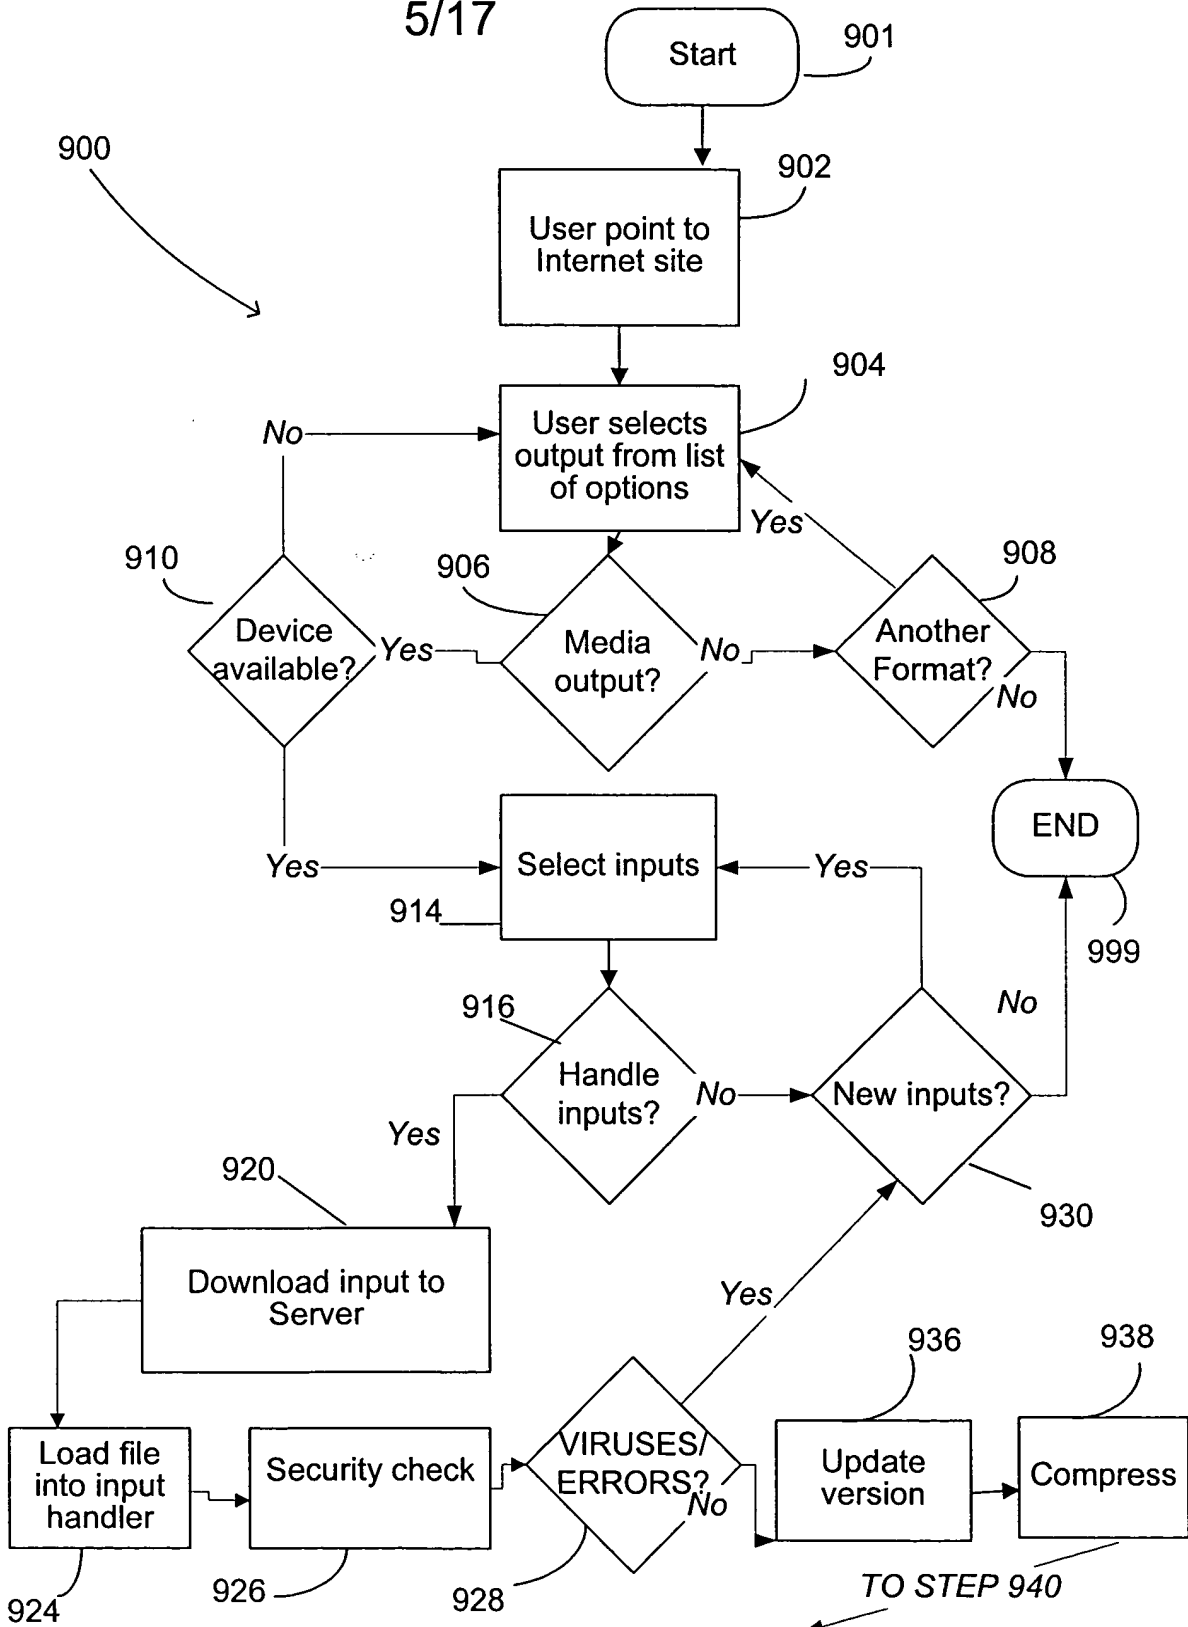 5/17
Start
901
900
902
User point to
Internet site
904
User selects
output from list
of options
No
Yes
910
906
908
Device
available?
Yes
Media
output?
No
Another
Format?
No
END
999
Yes
Select inputs
Yes
914
916
Handle
inputs?
No
New inputs?
No
Yes
930
920
Download input to
Server
Yes
936
938
Load file
into input
handler
Security check
VIRUSES/
ERRORS?
No
Update
version
Compress
924
926
928
TO STEP 940